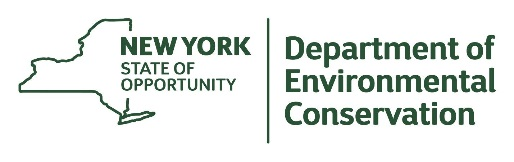 NEW YORK
STATE OF
OPPORTUNITY
Department of
Environmental
Conservation